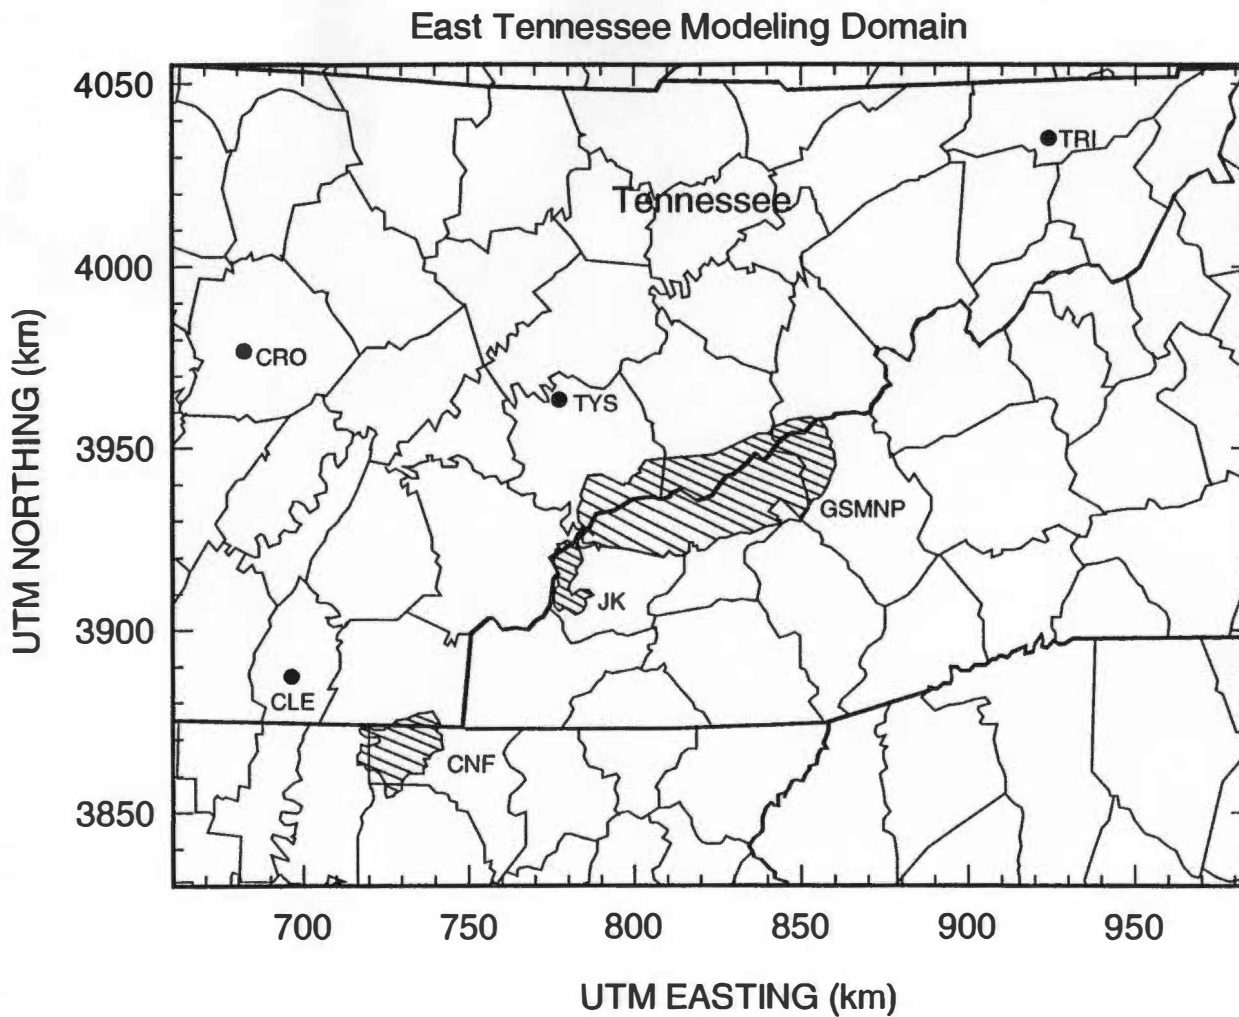 East Tennessee Modeling Domain
4050
4000
3950
3900
3850
UTM NORTHING (km)
TRI
Tennessee
CRO
TYS
GSMNP
JK
CLE
CNF
700
750
800
850
900
950
UTM EASTING (km)